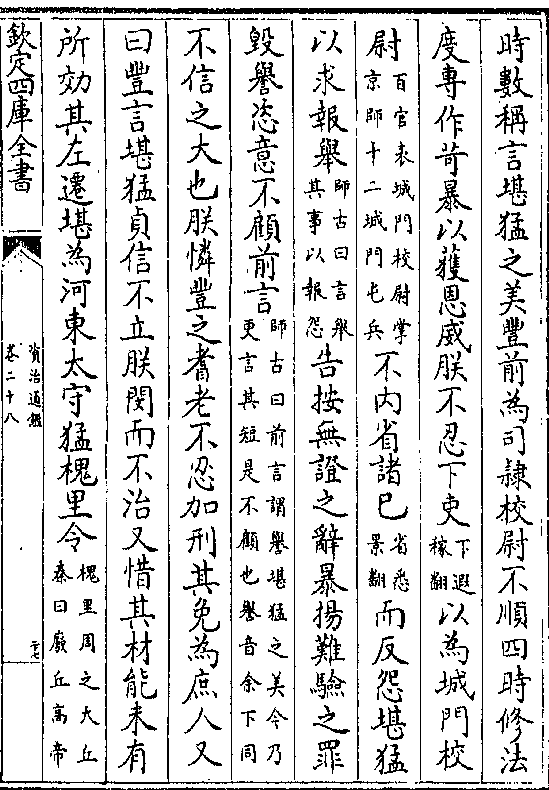 時數稱言堪猛之美豐前為司𨽻校尉不順四時修法
度專作苛暴以獲虚威朕不忍下吏下遐稼翻以為城門校
尉百官表城門校尉掌京師十二城門屯兵不内省諸已省悉景翻而反怨堪猛
以求報舉師古曰言舉其事以報怨告按無證之辭暴揚難驗之罪
毀譽恣意不顧前言師古曰前言謂譽堪猛之美今乃更言其短是不顧也譽音余下同
不信之大也朕憐豐之耆老不忍加刑其免為庶人又
曰豐言堪猛貞信不立朕閔而不治又惜其材能未有
所効其左遷堪為河東太守猛槐里令槐里周之大丘秦曰廢丘高帝
欽定四庫全書
資治通鑑
卷二十八
二十七